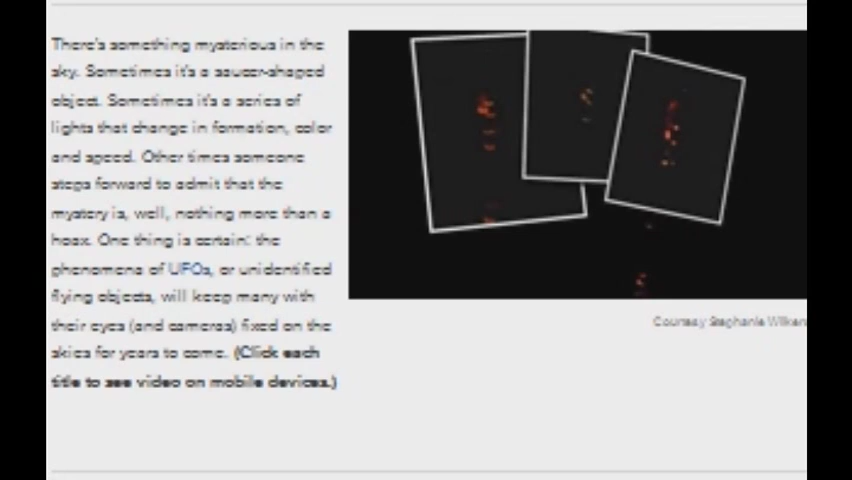 There's something mysterious in the
sky. Sometimes it's a saucer-shaped
object. Sometimes it's a series of
lights that change in formation, color
and speed. Other times someone
steps forward to admit that the
mystery is, well, nothing more than a
hoax. One thing is certain: the
phenomena of UFOs, or unidentified
flying objects, will keep many with
their eyes (and cameras) fixed on the
skies for years to come. (Click each
title to see video on mobile devices.)
Courtesy Stephanie